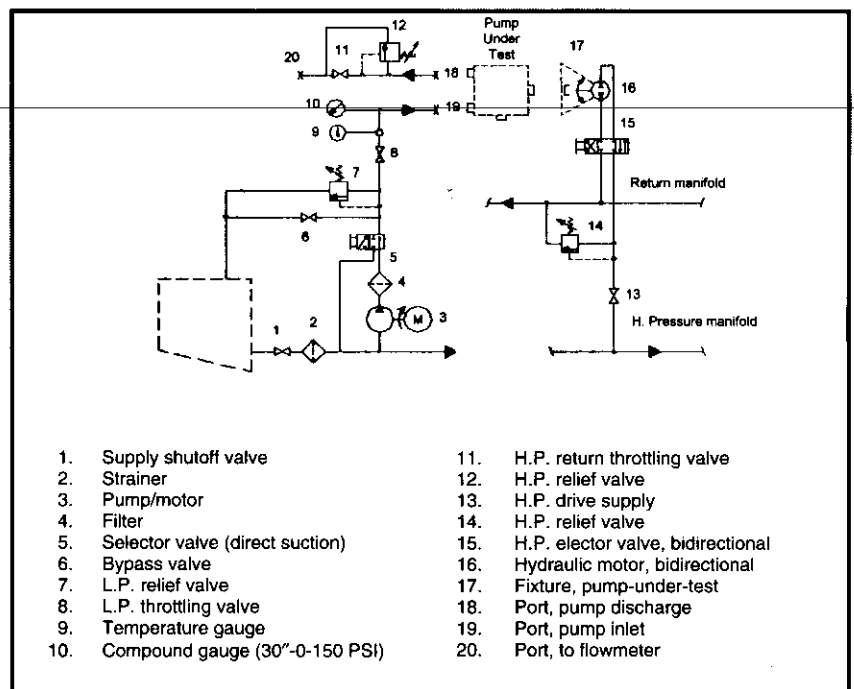 Pump
Under
Test
12
11
20
18
17
16
10
19
15
9
8
7
Return manifold
6
14
5
4
13
1
2
M
3
H. Pressure manifold
1. Supply shutoff valve
2. Strainer
3. Pump/motor
4. Filter
5. Selector valve (direct suction)
6. Bypass valve
7. L.P. relief valve
8. L.P. throttling valve
9. Temperature gauge
10. Compound gauge (30"-0-150 PSI)
11. H.P. return throttling valve
12. H.P. relief valve
13. H.P. drive supply
14. H.P. relief valve
15. H.P. elector valve, bidirectional
16. Hydraulic motor, bidirectional
17. Fixture, pump-under-test
18. Port, pump discharge
19. Port, pump inlet
20. Port, to flowmeter